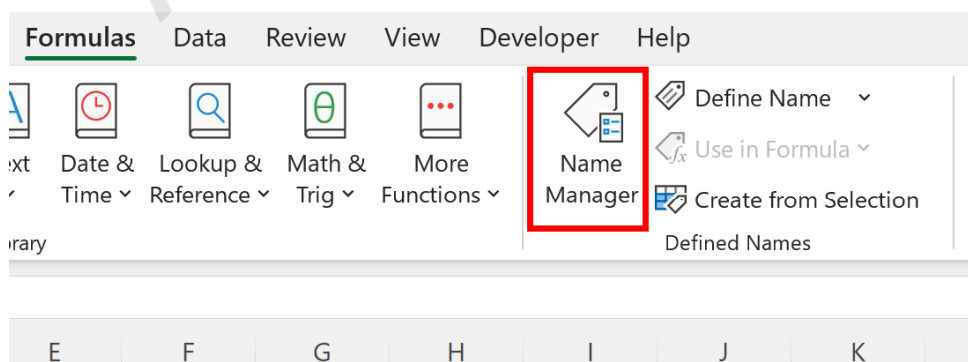 Formulas Data Review View Developer Help
Define Name
Use in Formula
Create from Selection
Date & Time
Lookup & Reference
Math & Trig
More Functions
Name Manager
Defined Names
E F G H I J K